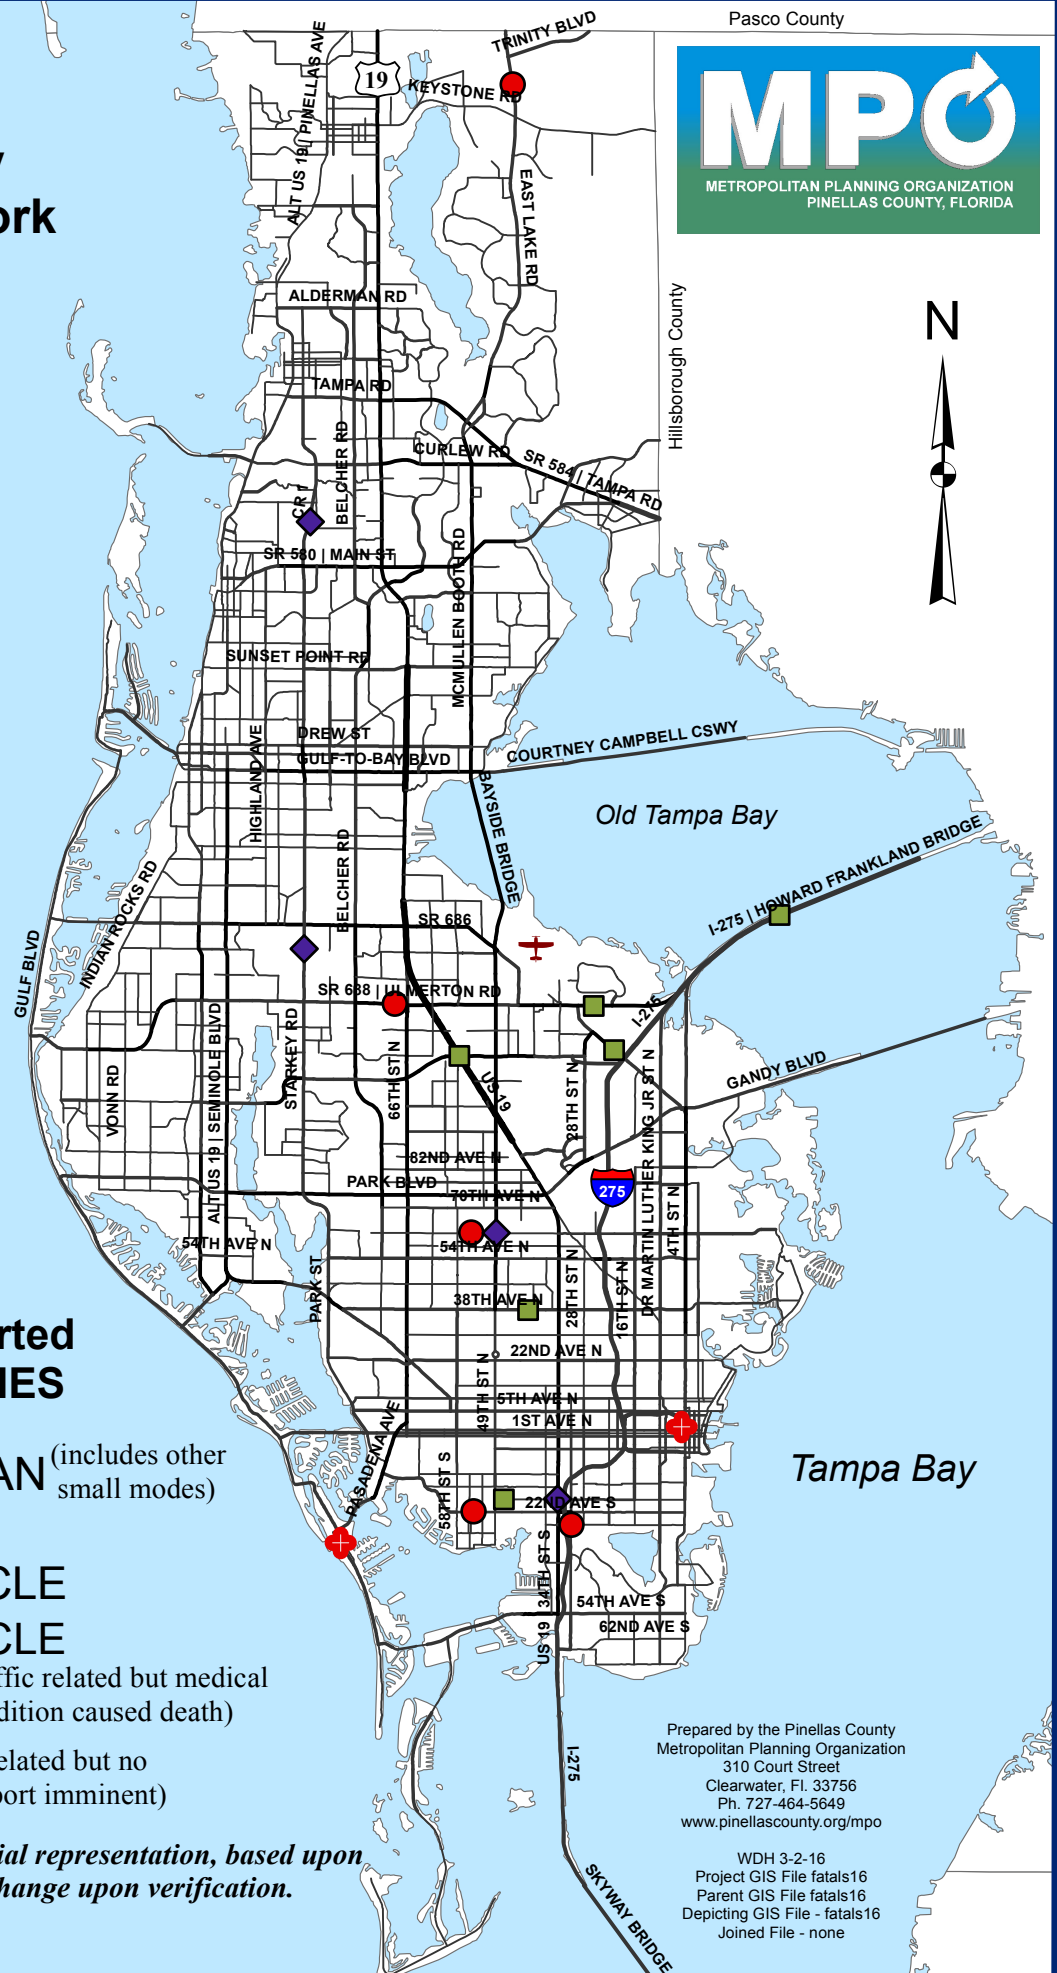 Pasco County
TRINITY BLVD
ALT US 19 | PINELLAS AVE
19
KEYSTONE RD
MPO
METROPOLITAN PLANNING ORGANIZATION
PINELLAS COUNTY, FLORIDA
ork
EAST LAKE RD
ALDERMAN RD
Hillsborough County
N
TAMPA RD
BELCHER RD
CURLEW RD
SR 584 | TAMPA RD
CR 1
SR 580 | MAIN ST
MCMULLEN BOOTH RD
SUNSET POINT RD
HIGHLAND AVE
DREW ST
GULF-TO-BAY BLVD
COURTNEY CAMPBELL CSWY
BAYSIDE BRIDGE
Old Tampa Bay
I-275 | HOWARD FRANKLAND BRIDGE
BELCHER RD
INDIAN ROCKS RD
GULF BLVD
SR 686
SR 688 | ULMERTON RD
I-275
STARKEY RD
66TH ST N
US 19
28TH ST N
GANDY BLVD
VONN RD
ALT US 19 | SEMINOLE BLVD
DR MARTIN LUTHER KING JR ST N
82ND AVE N
PARK BLVD
70TH AVE N
275
4TH ST N
54TH AVE N
54TH AVE N
PARK ST
28TH ST N
16TH ST N
38TH AVE N
22ND AVE N
49TH ST N
5TH AVE N
1ST AVE N
rted
IES
AN (includes other
small modes)
PASADENA AVE
58TH ST S
22ND AVE S
Tampa Bay
CLE
CLE
US 19 | 34TH ST S
54TH AVE S
62ND AVE S
ffic related but medical
dition caused death)
elated but no
port imminent)
ial representation, based upon
hange upon verification.
I-275
SKYWAY BRIDGE
Prepared by the Pinellas County
Metropolitan Planning Organization
310 Court Street
Clearwater, Fl. 33756
Ph. 727-464-5649
www.pinellascounty.org/mpo
WDH 3-2-16
Project GIS File fatals16
Parent GIS File fatals16
Depicting GIS File - fatals16
Joined File - none